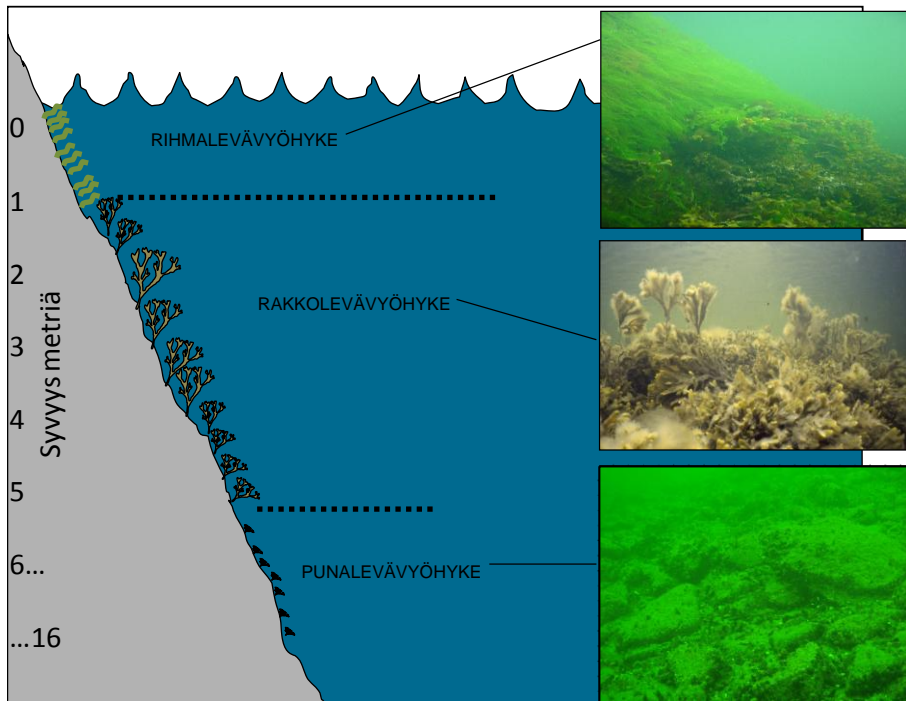 RIHMALEVÄVYÖHYKE
RAKKOLEVÄVYÖHYKE
PUNALEVÄVYÖHYKE
Syvyys metriä
0
1
2
3
4
5
6...
...16